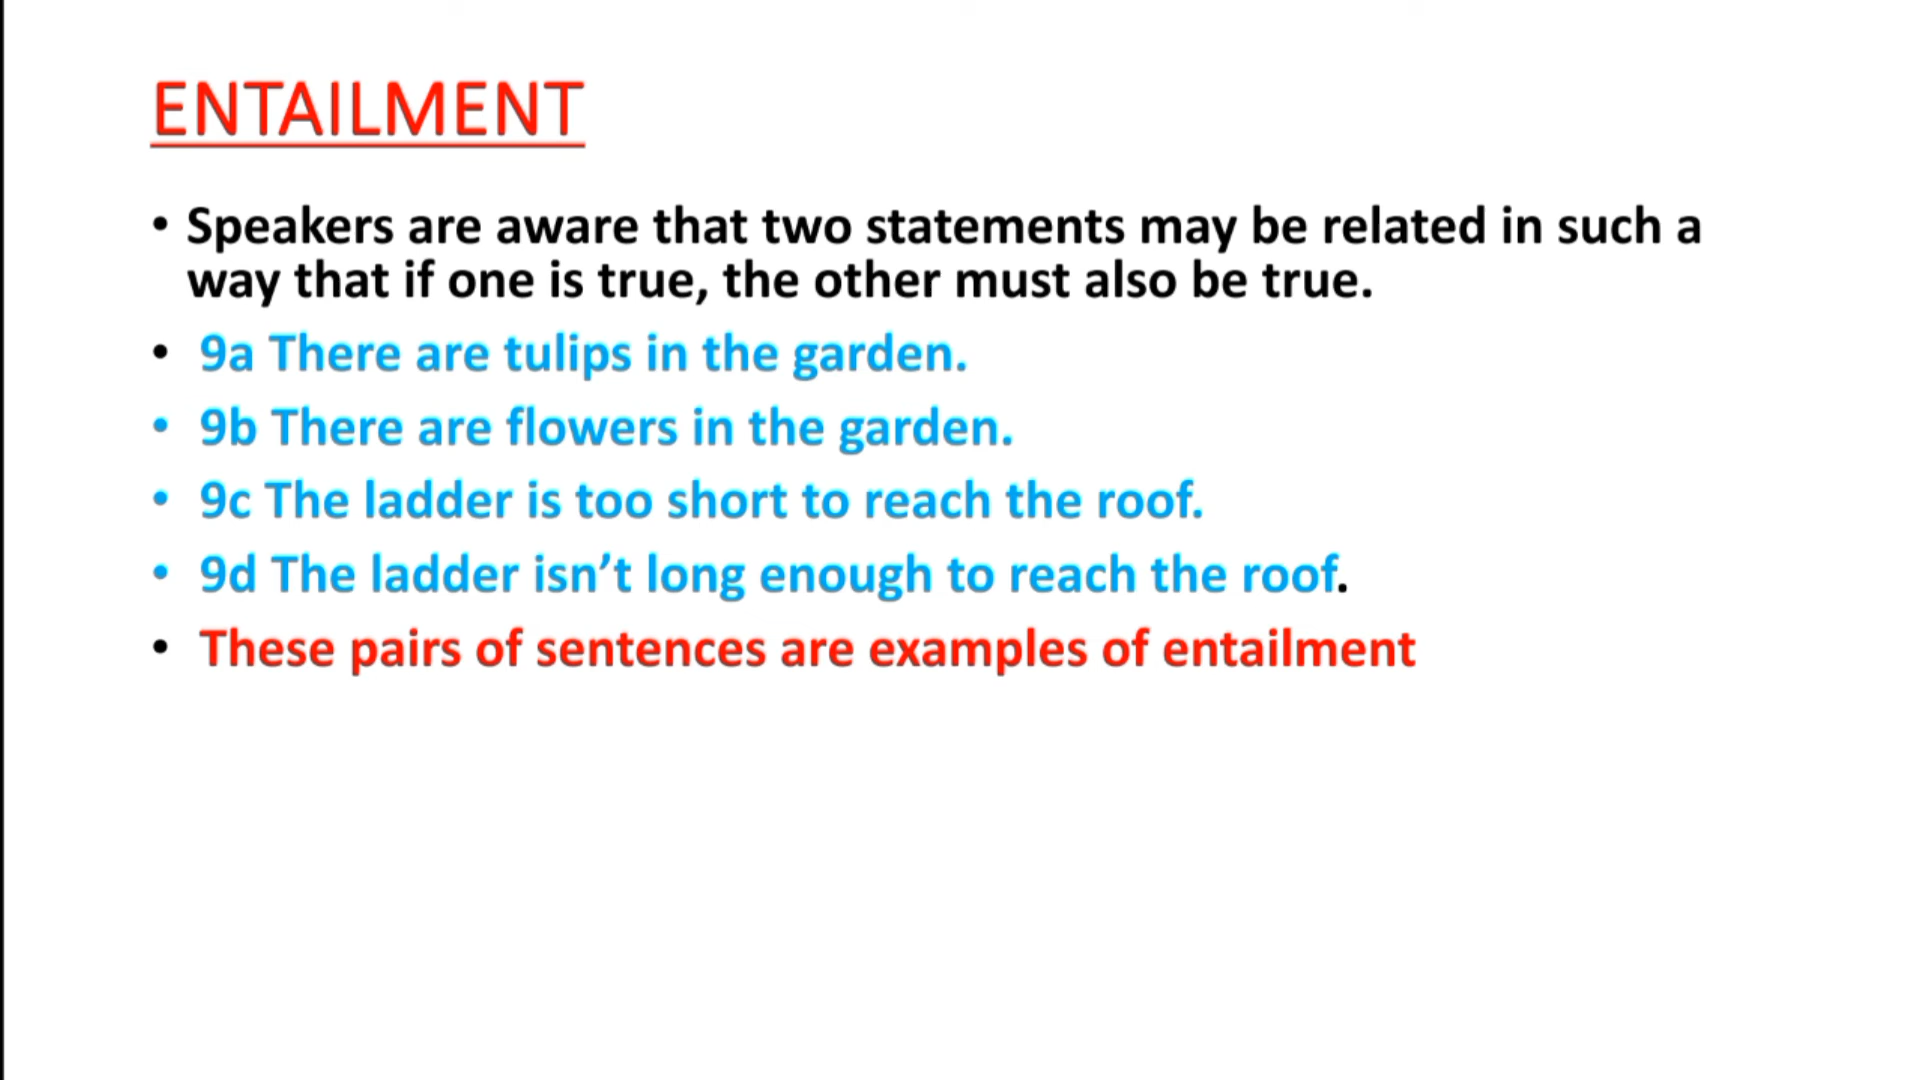 ENTAILMENT
• Speakers are aware that two statements may be related in such a
way that if one is true, the other must also be true.
• 9a There are tulips in the garden.
• 9b There are flowers in the garden.
• 9c The ladder is too short to reach the roof.
• 9d The ladder isn’t long enough to reach the roof.
• These pairs of sentences are examples of entailment